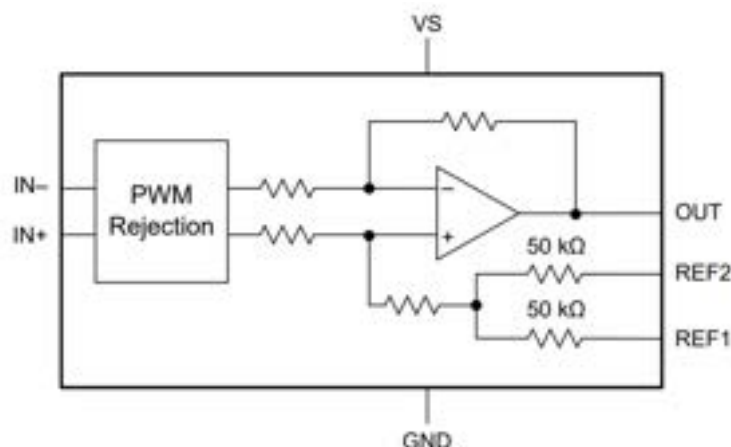 VS
IN–
IN+
PWM
Rejection
OUT
50 kΩ
REF2
50 kΩ
REF1
GND